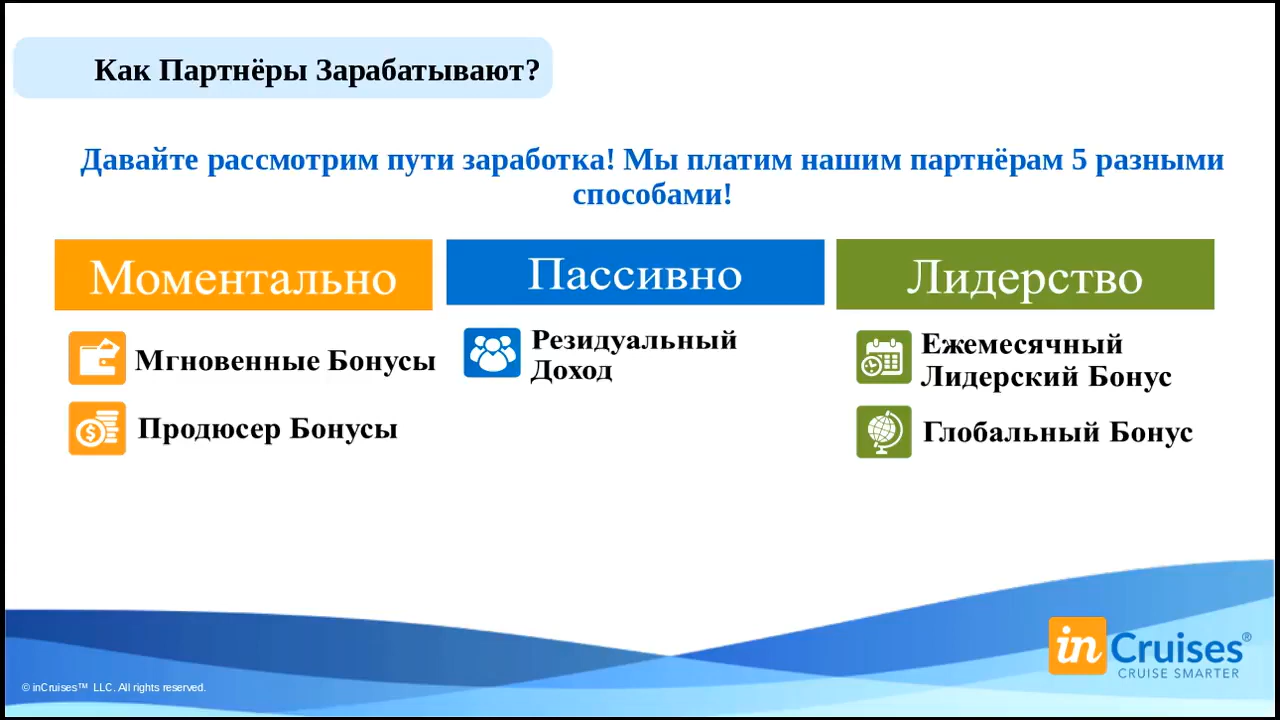 Как Партнёры Зарабатывают?
Давайте рассмотрим пути заработка! Мы платим нашим партнёрам 5 разными
способами!
Моментально
Мгновенные Бонусы
Продюсер Бонусы
Пассивно
Резидуальный
Доход
Лидерство
Ежемесячный
Лидерский Бонус
Глобальный Бонус
in Cruises®
CRUISE SMARTER
© inCruises™ LLC. All rights reserved.